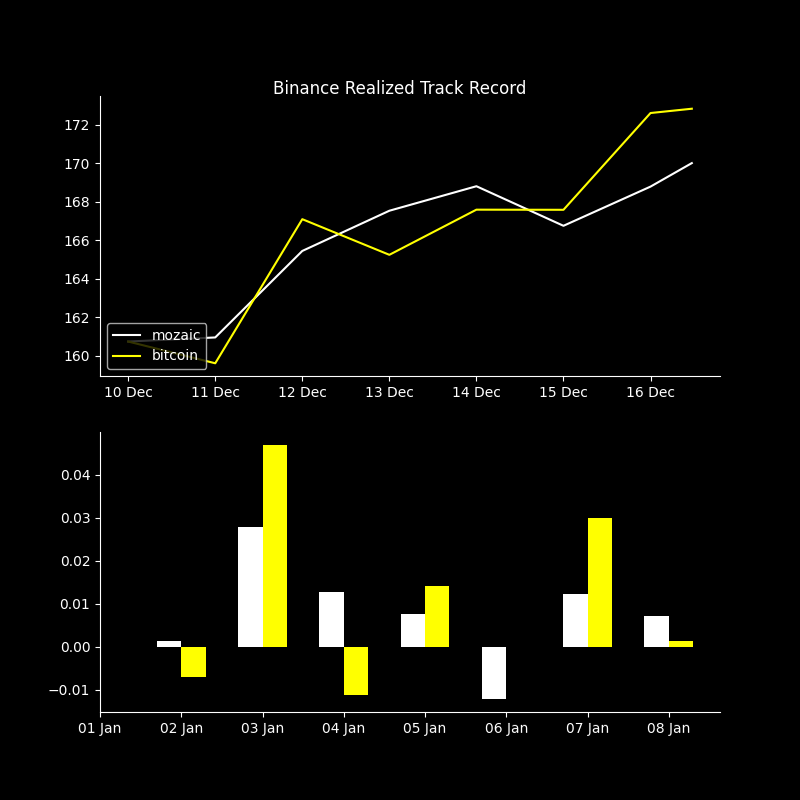 Binance Realized Track Record
172
170
168
166
164
162
160
mozaic
bitcoin
10 Dec 11 Dec 12 Dec 13 Dec 14 Dec 15 Dec 16 Dec
0.04
0.03
0.02
0.01
0.00
−0.01
01 Jan 02 Jan 03 Jan 04 Jan 05 Jan 06 Jan 07 Jan 08 Jan